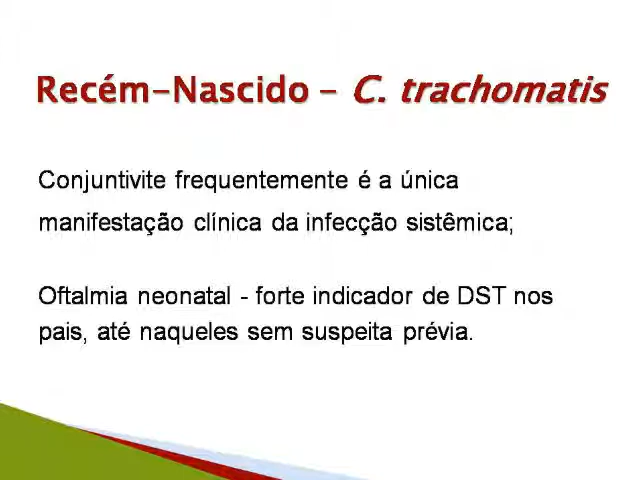 Recém-Nascido - C. trachomatis
Conjuntivite frequentemente é a única
manifestação clínica da infecção sistêmica;
Oftalmia neonatal - forte indicador de DST nos
pais, até naqueles sem suspeita prévia.